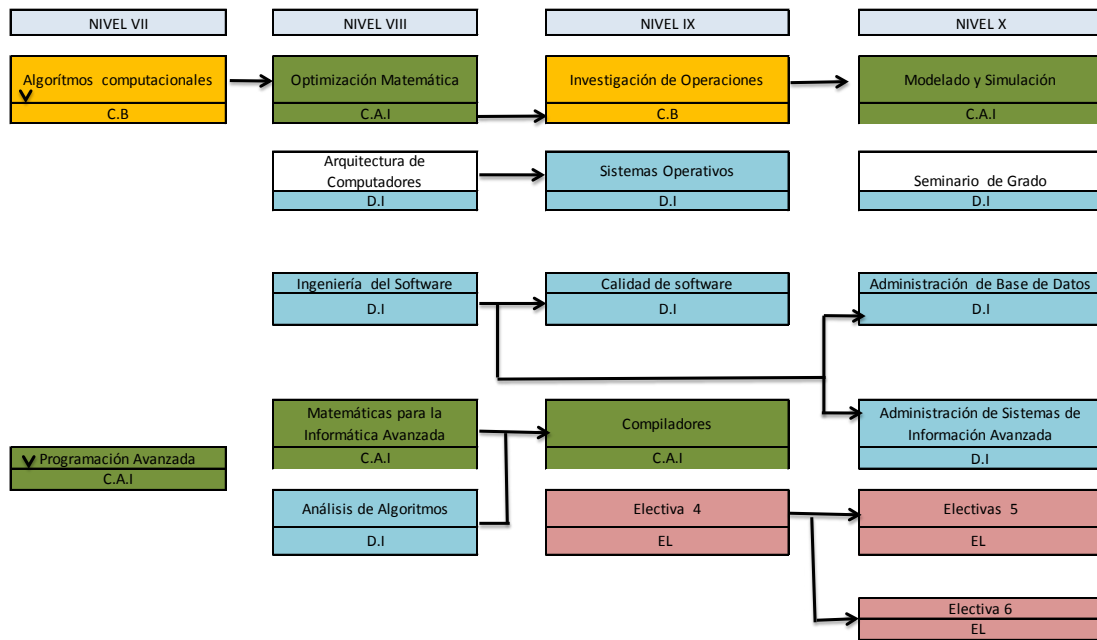 NIVEL VII
NIVEL VIII
NIVEL IX
NIVEL X
Algorítmos computacionales
C.B
Optimización Matemática
C.A.I
Investigación de Operaciones
C.B
Modelado y Simulación
C.A.I
Arquitectura de
Computadores
D.I
Sistemas Operativos
D.I
Seminario de Grado
D.I
Ingeniería del Software
D.I
Calidad de software
D.I
Administración de Base de Datos
D.I
Matemáticas para la
Informática Avanzada
C.A.I
Compiladores
C.A.I
Administración de Sistemas de
Información Avanzada
D.I
Programación Avanzada
C.A.I
Análisis de Algoritmos
D.I
Electiva 4
EL
Electivas 5
EL
Electiva 6
EL